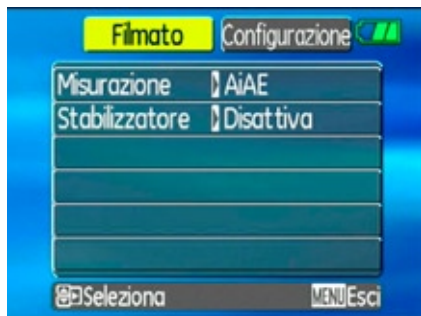 Filmato Configurazione
Misurazione AiAE
Stabilizzatore Disattiva
Seleziona MENU Esci